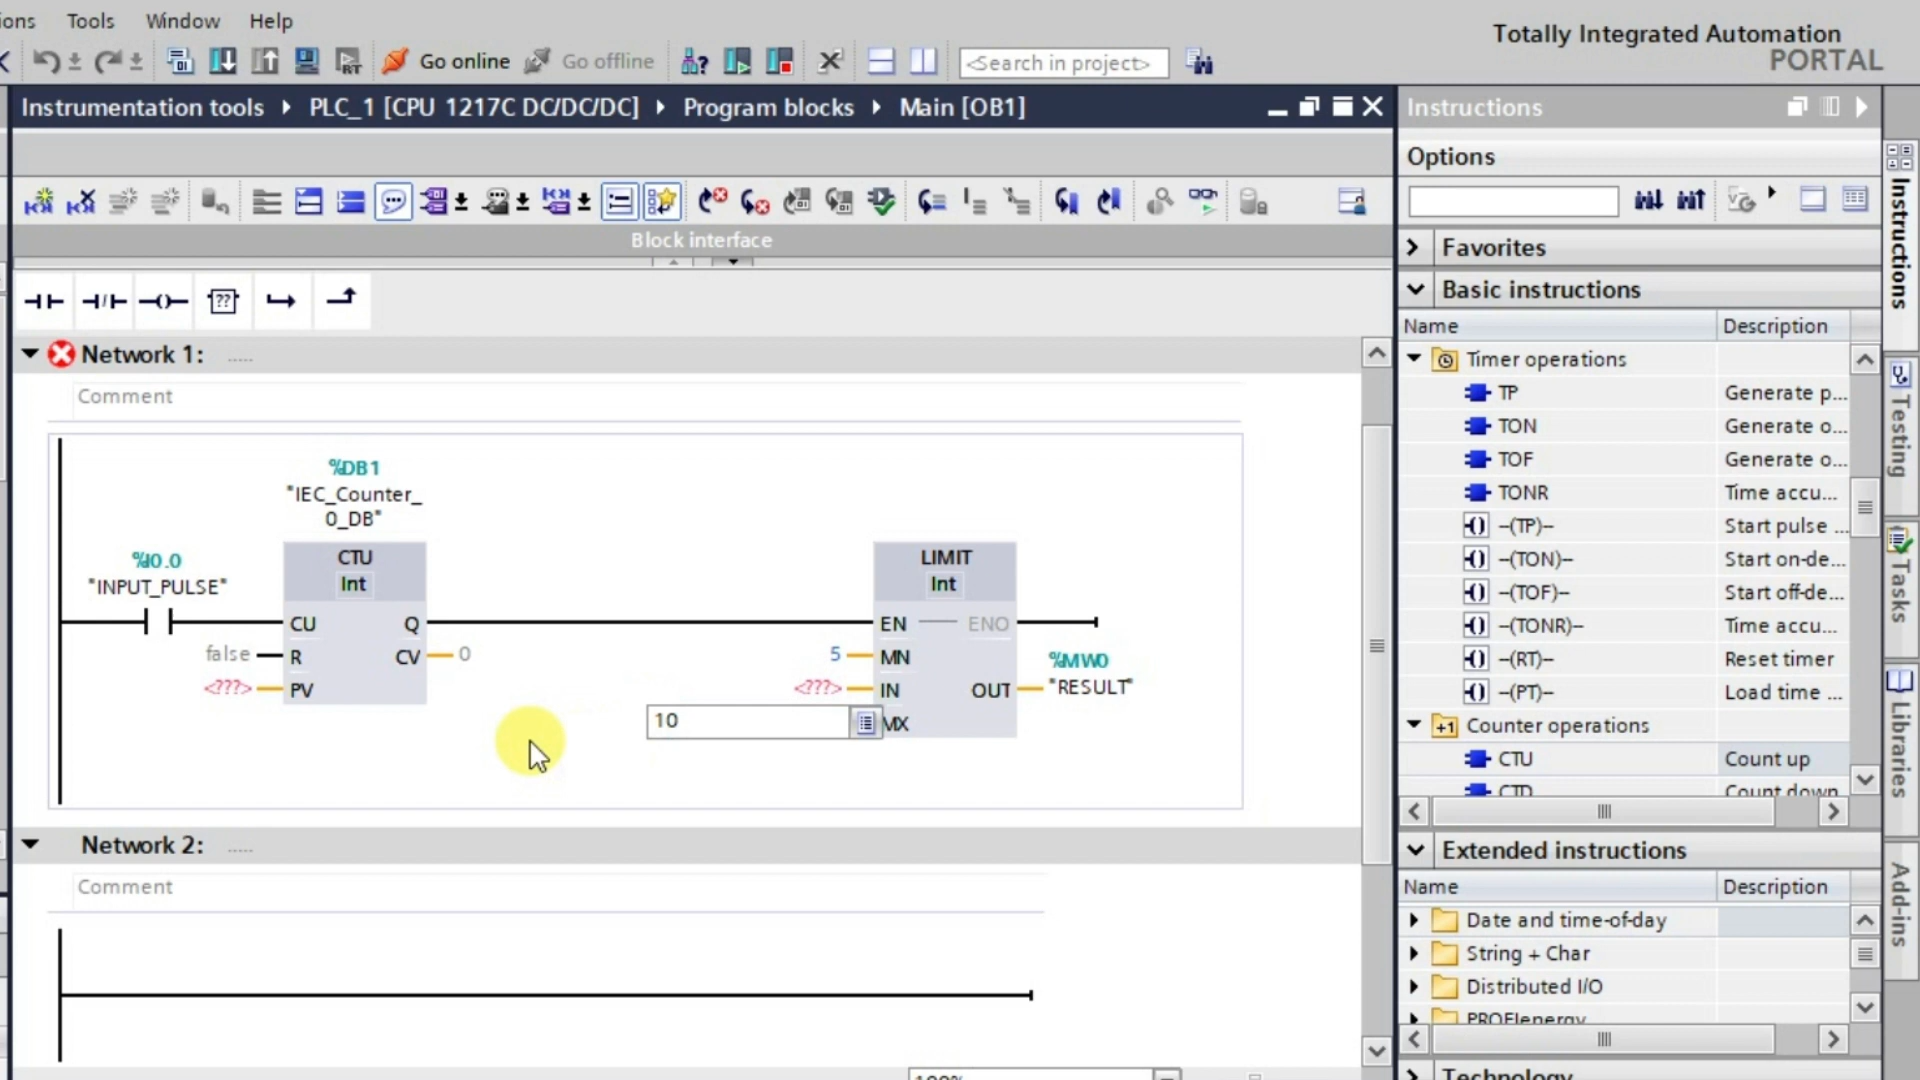 ions Tools Window Help
Totally Integrated Automation
PORTAL
Go online Go offline <Search in project>
Instrumentation tools ▸ PLC_1 [CPU 1217C DC/DC/DC] ▸ Program blocks ▸ Main [OB1]
Block interface
??
Network 1: .....
Comment
%DB1
"IEC_Counter_
0_DB"
%I0.0
"INPUT_PULSE"
CTU
Int
CU Q
false R CV 0
<???> PV
LIMIT
Int
EN ENO
5 MN
<???> IN OUT
10 MX
%MW0
"RESULT"
Network 2: .....
Comment
100%
Instructions
Options
Favorites
Basic instructions
Name Description
Timer operations
TP Generate p...
TON Generate o...
TOF Generate o...
TONR Time accu...
-(TP)- Start pulse ...
-(TON)- Start on-de...
-(TOF)- Start off-de...
-(TONR)- Time accu...
-(RT)- Reset timer
-(PT)- Load time ...
Counter operations
CTU Count up
CTD Count down
Extended instructions
Name Description
Date and time-of-day
String + Char
Distributed I/O
PROFIenergy
Technology
Instructions
Testing
Tasks
Libraries
Add-ins